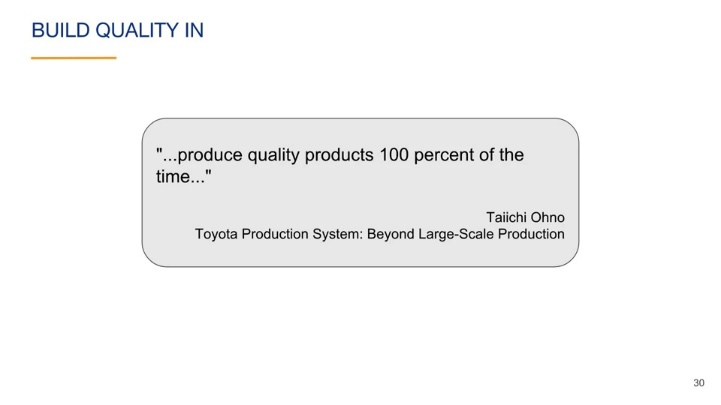 BUILD QUALITY IN
"...produce quality products 100 percent of the
time..."
Taiichi Ohno
Toyota Production System: Beyond Large-Scale Production
30